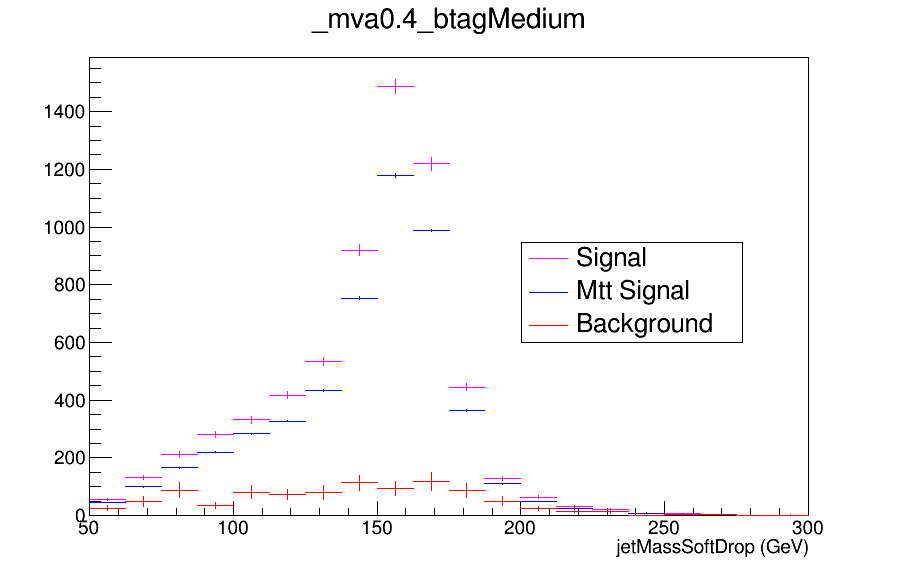 _mva0.4_btagMedium
1400
1200
1000
800
600
400
200
0
Signal
Mtt Signal
Background
50 100 150 200 250 300
jetMassSoftDrop (GeV)